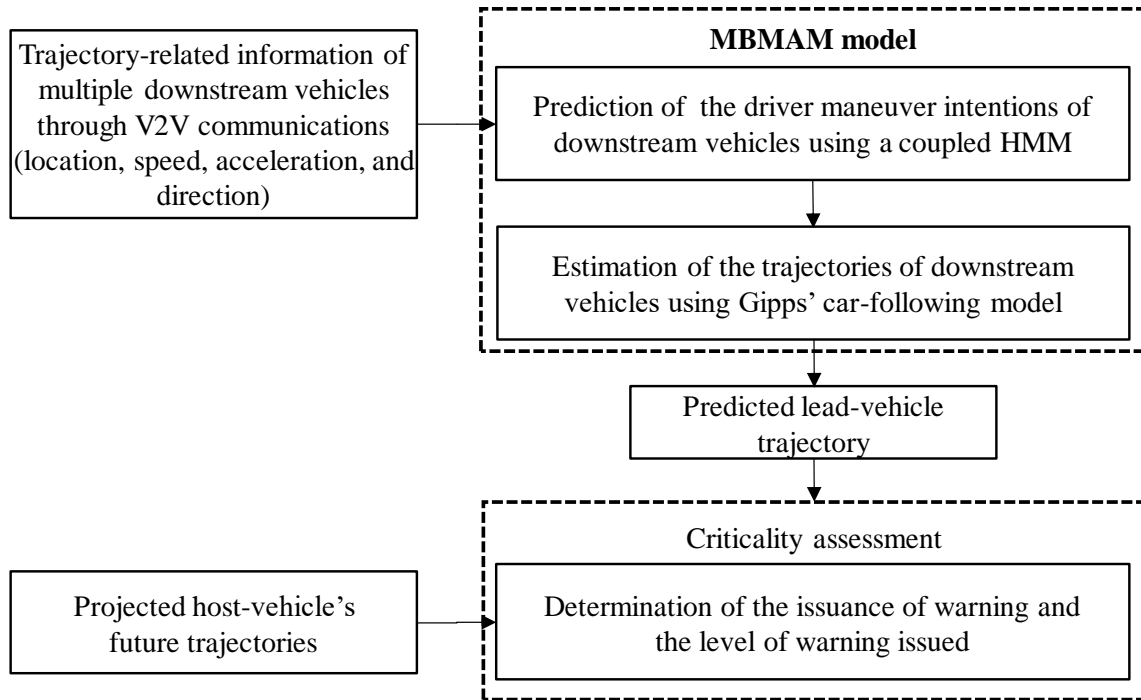 Trajectory-related information of
multiple downstream vehicles
through V2V communications
(location, speed, acceleration, and
direction)
MBMAM model
Prediction of the driver maneuver intentions of
downstream vehicles using a coupled HMM
Estimation of the trajectories of downstream
vehicles using Gipps’ car-following model
Predicted lead-vehicle
trajectory
Criticality assessment
Projected host-vehicle’s
future trajectories
Determination of the issuance of warning and
the level of warning issued